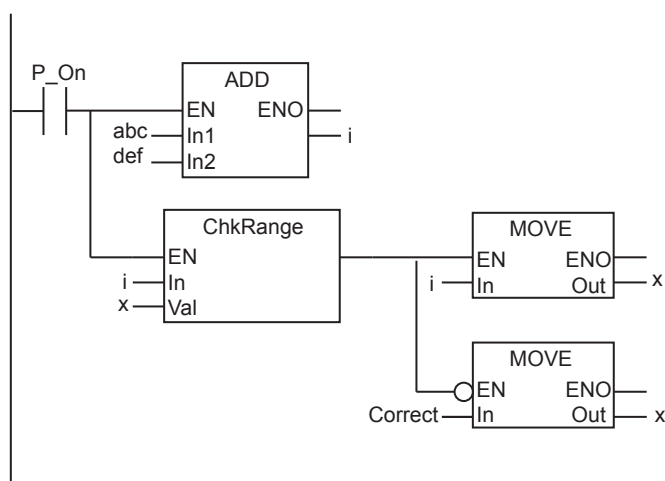 P_On
ADD
EN ENO
abc In1 i
def In2
ChkRange
EN
i In
x Val
MOVE
EN ENO
i In Out x
MOVE
EN ENO
Correct In Out x